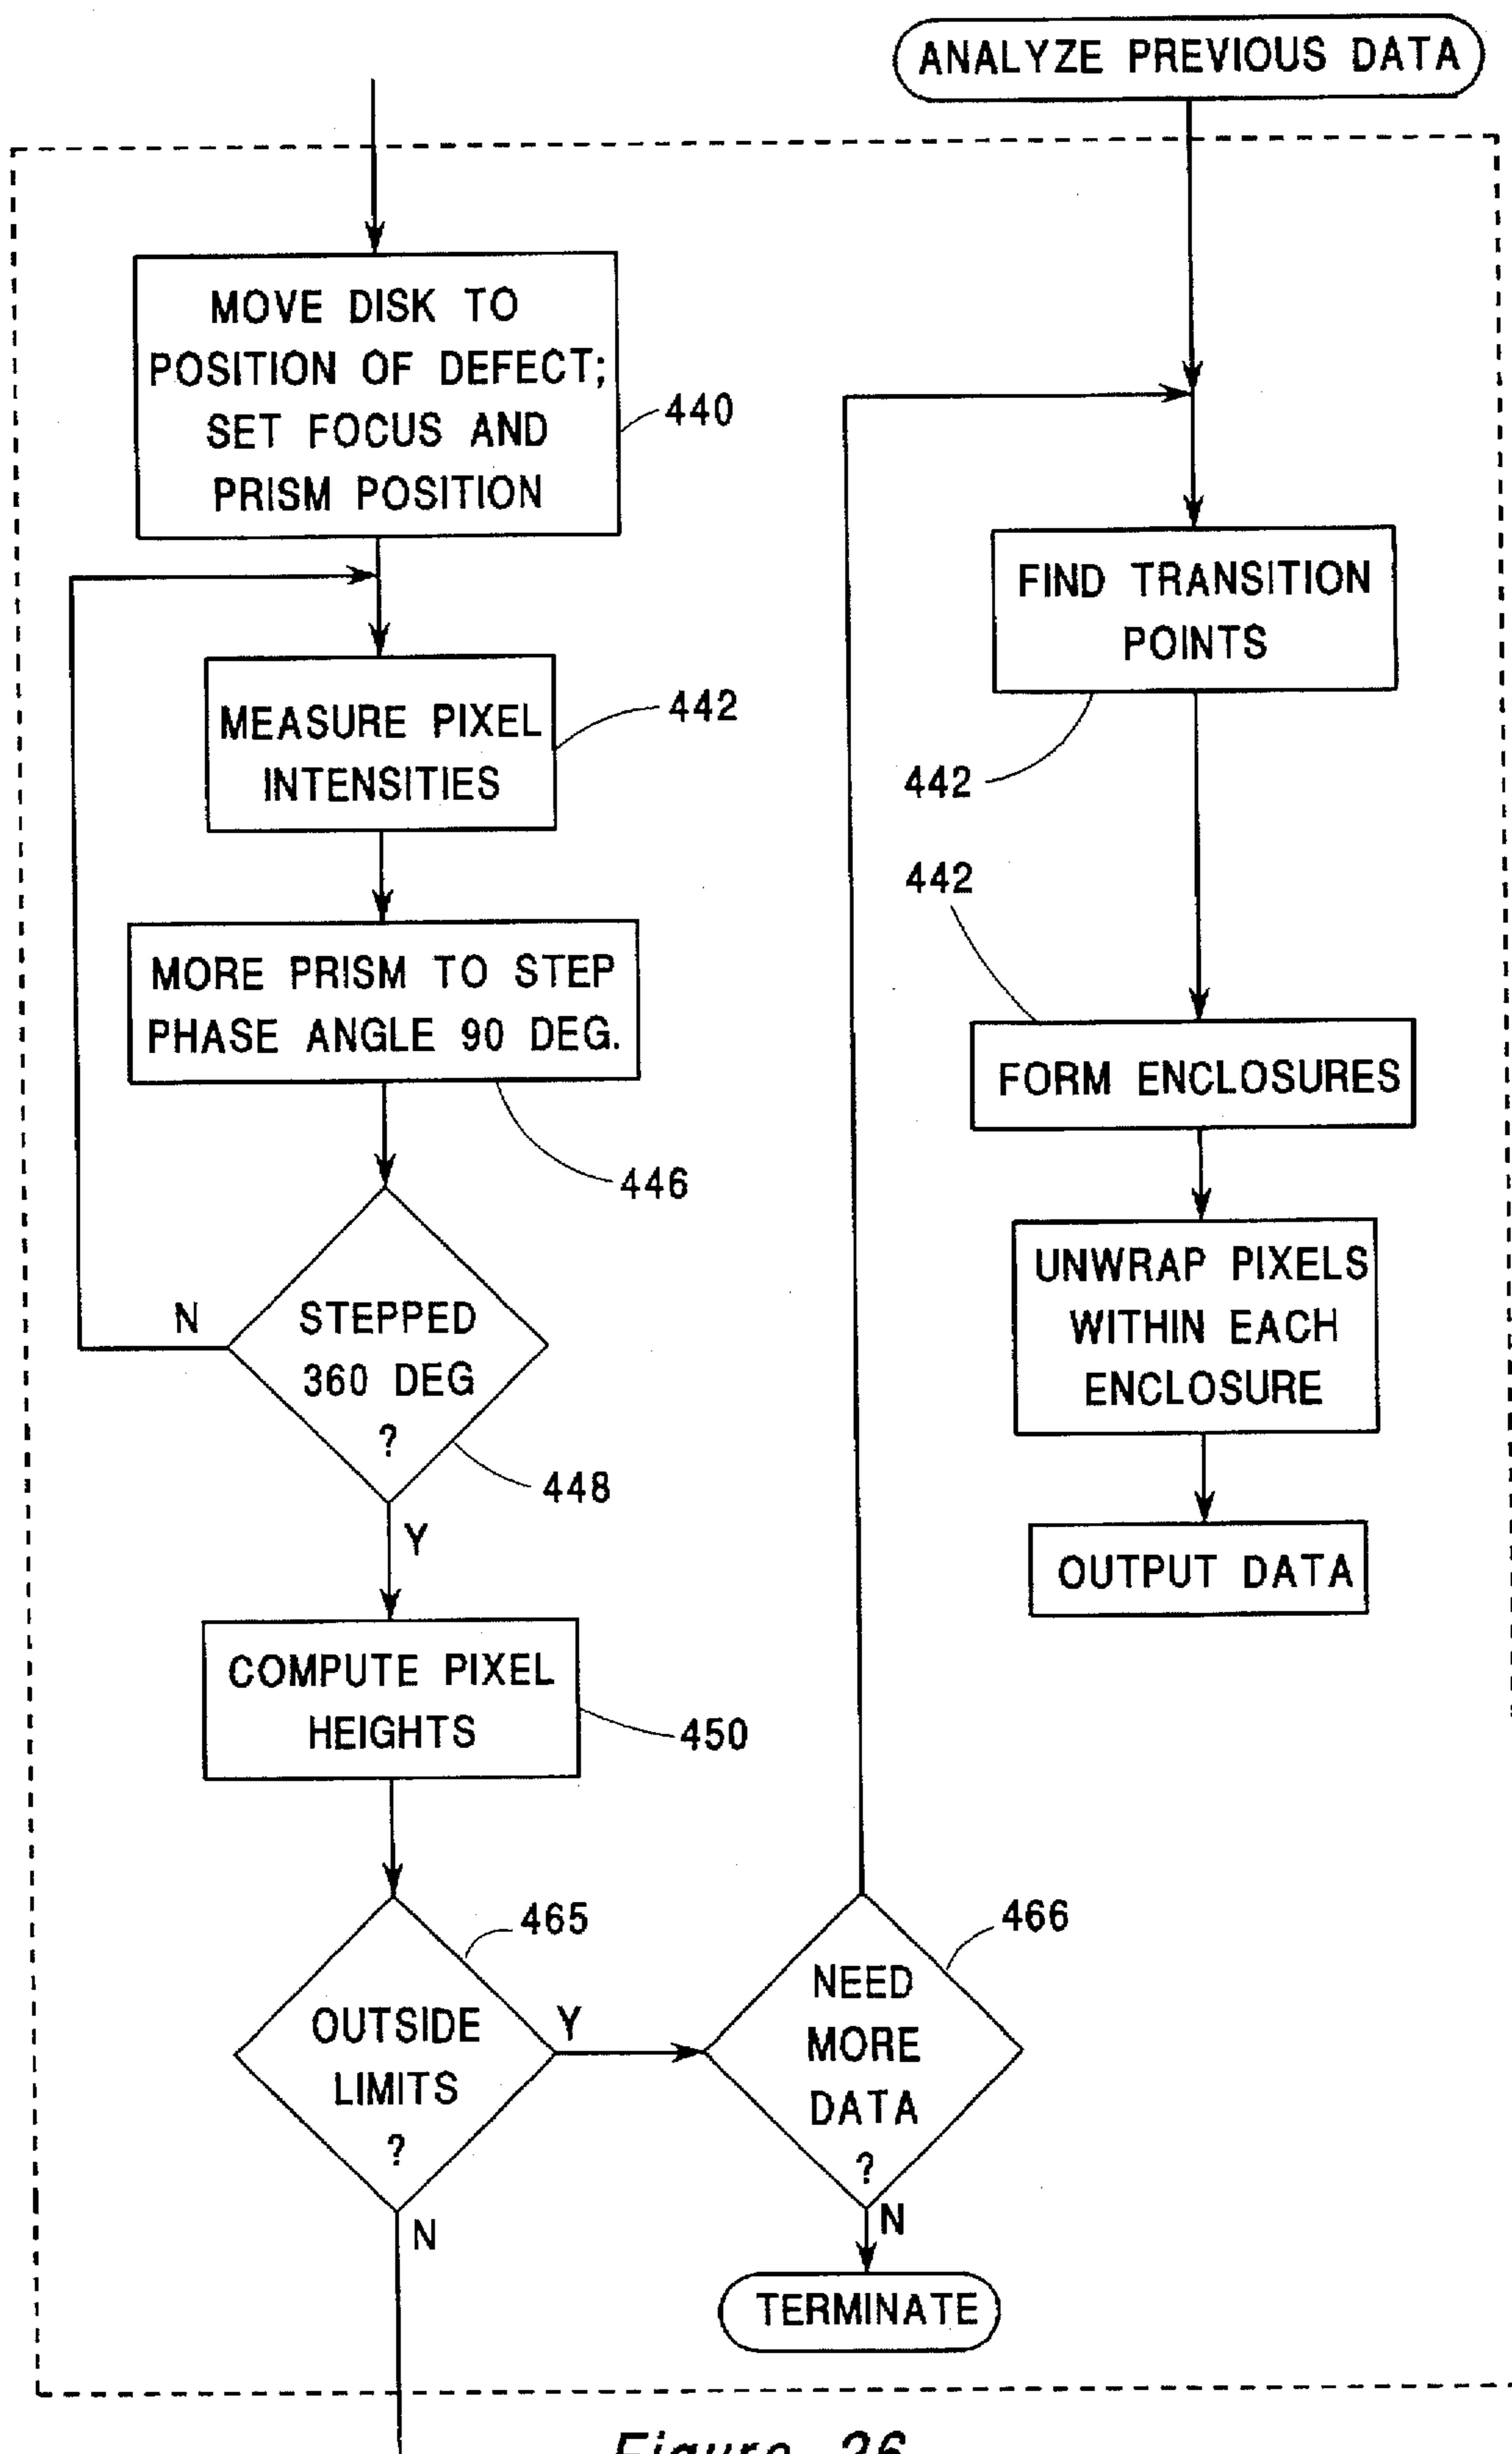 ANALYZE PREVIOUS DATA
MOVE DISK TO
POSITION OF DEFECT;
SET FOCUS AND
PRISM POSITION
440
MEASURE PIXEL
INTENSITIES
442
MORE PRISM TO STEP
PHASE ANGLE 90 DEG.
446
STEPPED
360 DEG
?
448
N
Y
COMPUTE PIXEL
HEIGHTS
450
OUTSIDE
LIMITS
?
465
Y
N
NEED
MORE
DATA
?
466
N
TERMINATE
FIND TRANSITION
POINTS
442
442
FORM ENCLOSURES
UNWRAP PIXELS
WITHIN EACH
ENCLOSURE
OUTPUT DATA
Figure 26